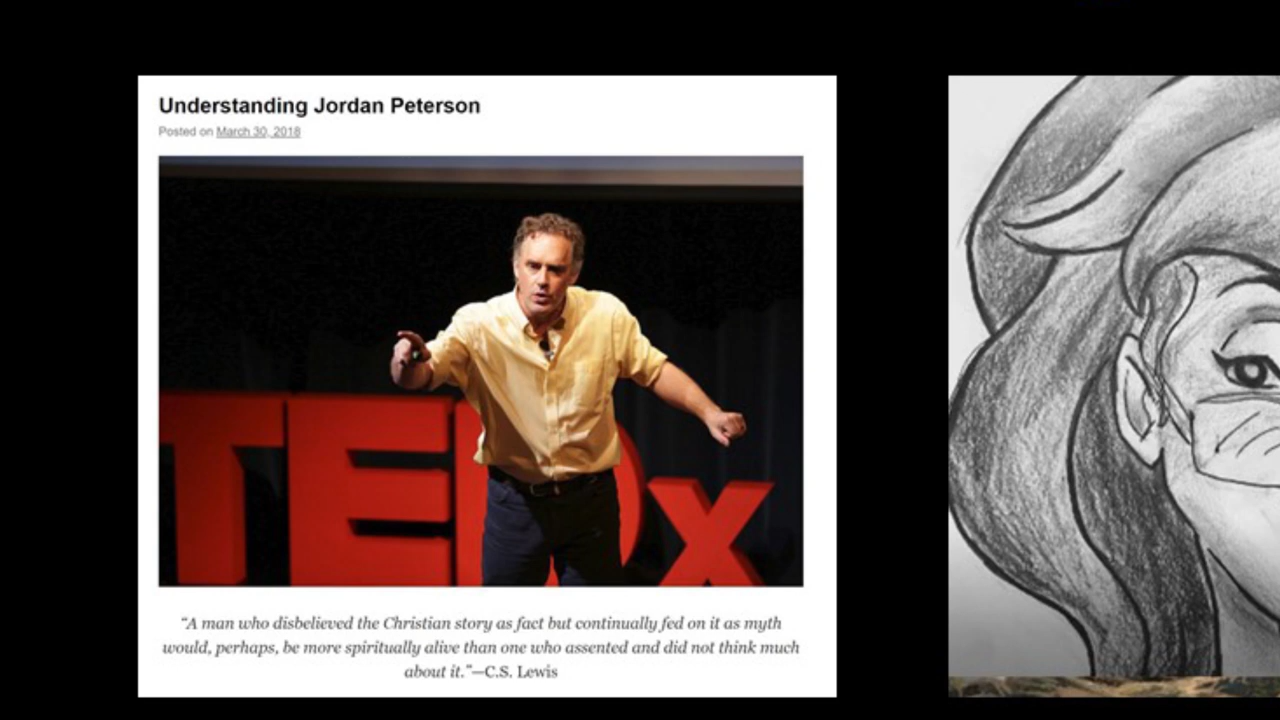 Understanding Jordan Peterson
Posted on March 30, 2018
TEDx
"A man who disbelieved the Christian story as fact but continually fed on it as myth
would, perhaps, be more spiritually alive than one who assented and did not think much
about it."—C.S. Lewis